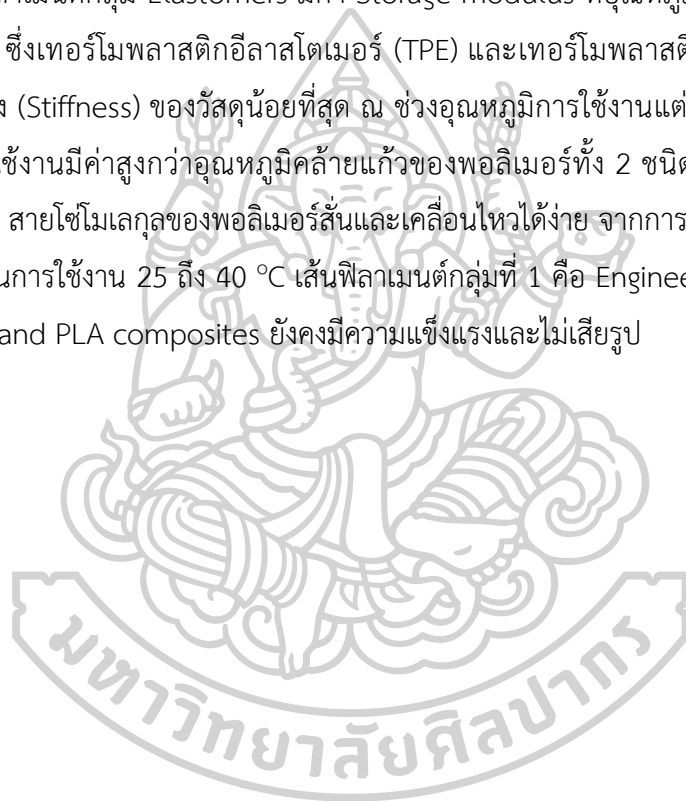 Elastomers มีค่า Storage modulus ที่อุณหภูมิ
ซึ่งเทอร์โมพลาสติกอีลาสโตเมอร์ (TPE) และเทอร์โมพลาสติ
(Stiffness) ของวัสดุน้อยที่สุด ณ ช่วงอุณหภูมิการใช้งานแต่
ใช้งานมีค่าสูงกว่าอุณหภูมิคล้ายแก้วของพอลิเมอร์ทั้ง 2 ชนิด
สายโซ่โมเลกุลของพอลิเมอร์สั่นและเคลื่อนไหวได้ง่าย จากการ
นการใช้งาน 25 ถึง 40 °C เส้นฟิลาเมนต์กลุ่มที่ 1 คือ Enginee
and PLA composites ยังคงมีความแข็งแรงและไม่เสียรูป
มหาวิทยาลัยศิลปากร